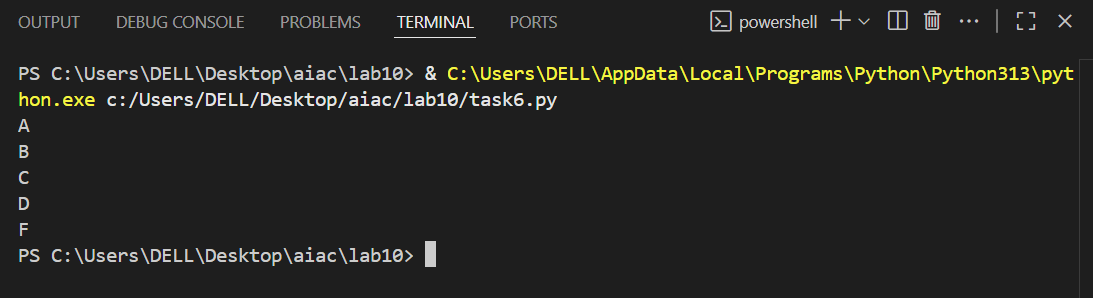 OUTPUT DEBUG CONSOLE PROBLEMS TERMINAL PORTS powershell
PS C:\Users\DELL\Desktop\aiac\lab10> & C:\Users\DELL\AppData\Local\Programs\Python\Python313\pyt
hon.exe c:/Users/DELL/Desktop/aiac/lab10/task6.py
A
B
C
D
F
PS C:\Users\DELL\Desktop\aiac\lab10>